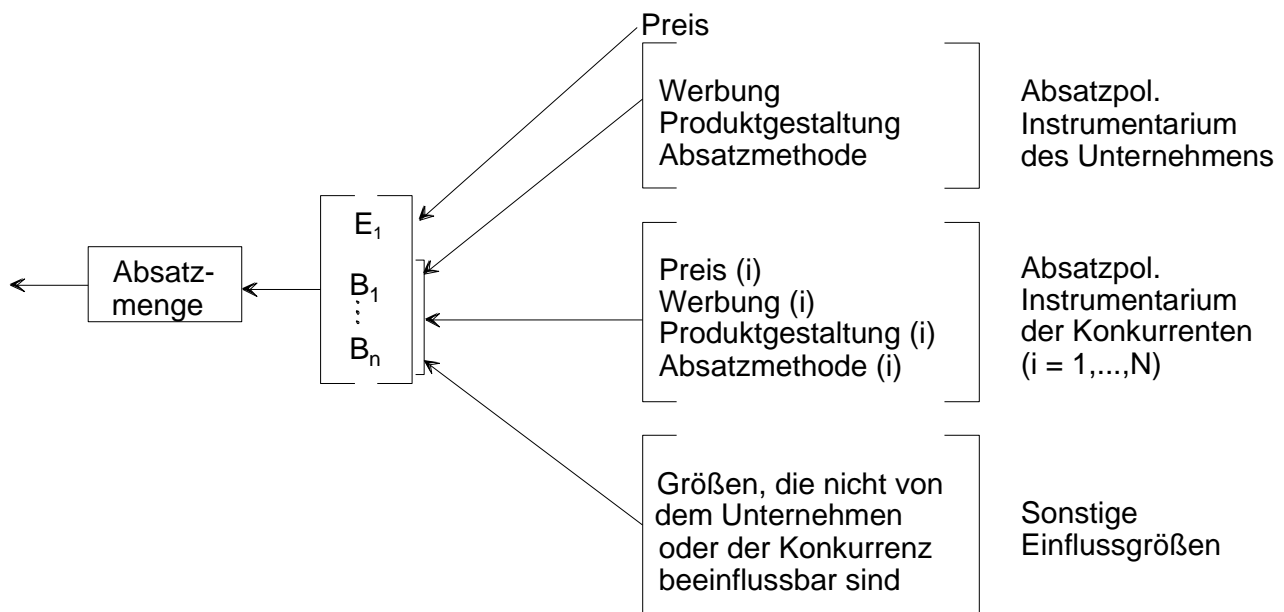 Preis
Werbung
Produktgestaltung
Absatzmethode
Absatzpol.
Instrumentarium
des Unternehmens
E₁
B₁
⋮
Bₙ
Absatz-
menge
Preis (i)
Werbung (i)
Produktgestaltung (i)
Absatzmethode (i)
Absatzpol.
Instrumentarium
der Konkurrenten
(i = 1,...,N)
Größen, die nicht von
dem Unternehmen
oder der Konkurrenz
beeinflussbar sind
Sonstige
Einflussgrößen